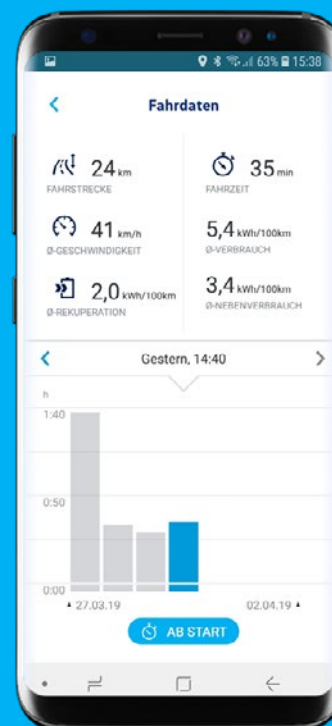 63% 15:38
Fahrdaten
24 km
FAHRSTRECKE
35 min
FAHRZEIT
41 km/h
Ø-GESCHWINDIGKEIT
5,4 kWh/100km
Ø-VERBRAUCH
2,0 kWh/100km
Ø-REKUPERATION
3,4 kWh/100km
Ø-NEBENVERBRAUCH
Gestern, 14:40
h
1:40
0:50
0:00
27.03.19
02.04.19
AB START